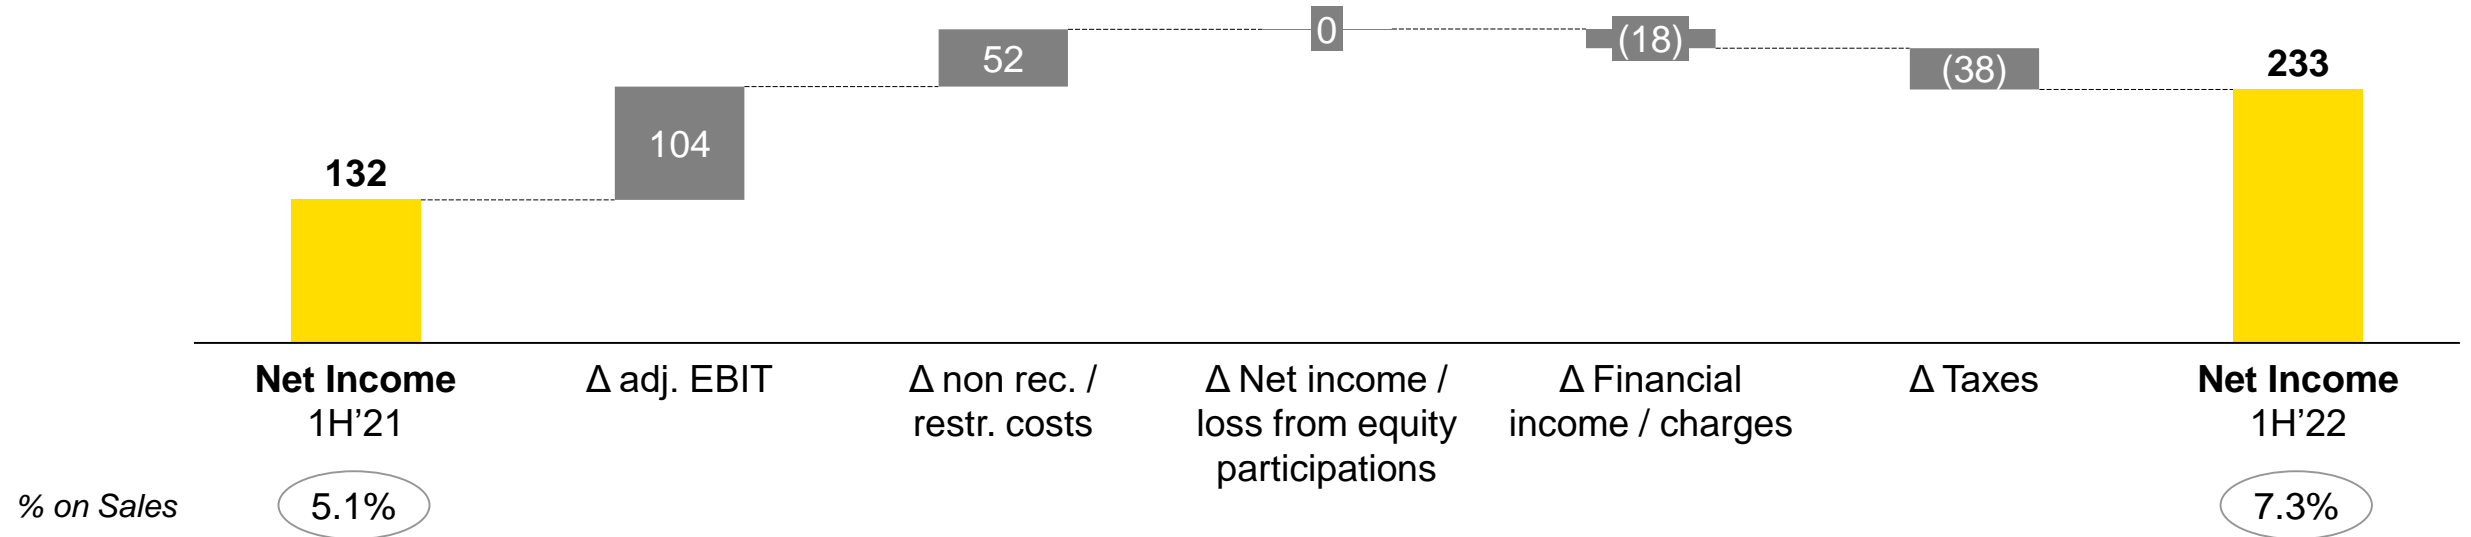 0
(18)
52
(38)
233
104
132
Net Income
1H’21
Δ adj. EBIT
Δ non rec. /
restr. costs
Δ Net income /
loss from equity
participations
Δ Financial
income / charges
Δ Taxes
Net Income
1H’22
% on Sales
5.1%
7.3%